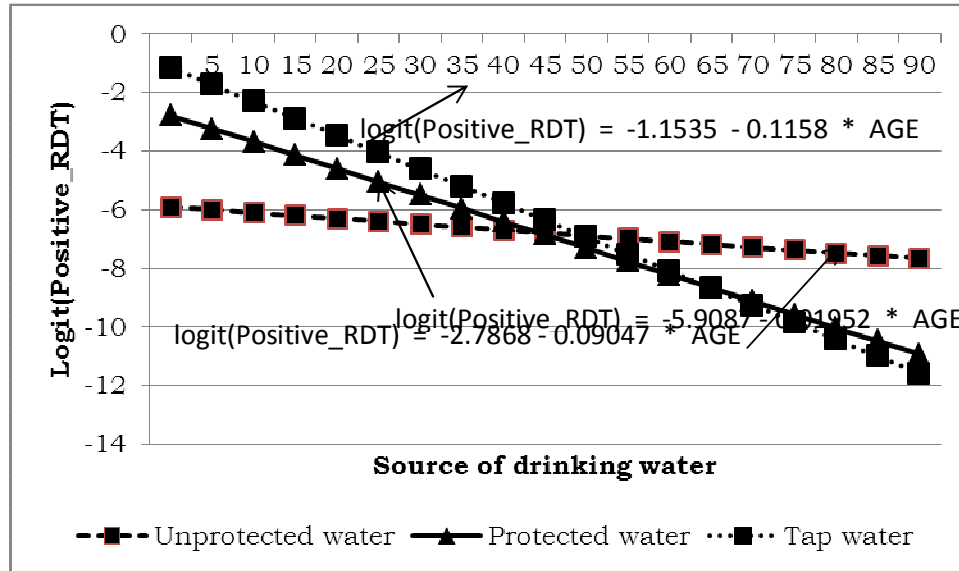 0
5 10 15 20 25 30 35 40 45 50 55 60 65 70 75 80 85 90
-2
logit(Positive_RDT) = -1.1535 - 0.1158 * AGE
-4
-6
-8
logit(Positive_RDT) = -5.9087 - 0.01952 * AGE
logit(Positive_RDT) = -2.7868 - 0.09047 * AGE
-10
-12
-14
Logit(Positive_RDT)
Source of drinking water
Unprotected water Protected water Tap water